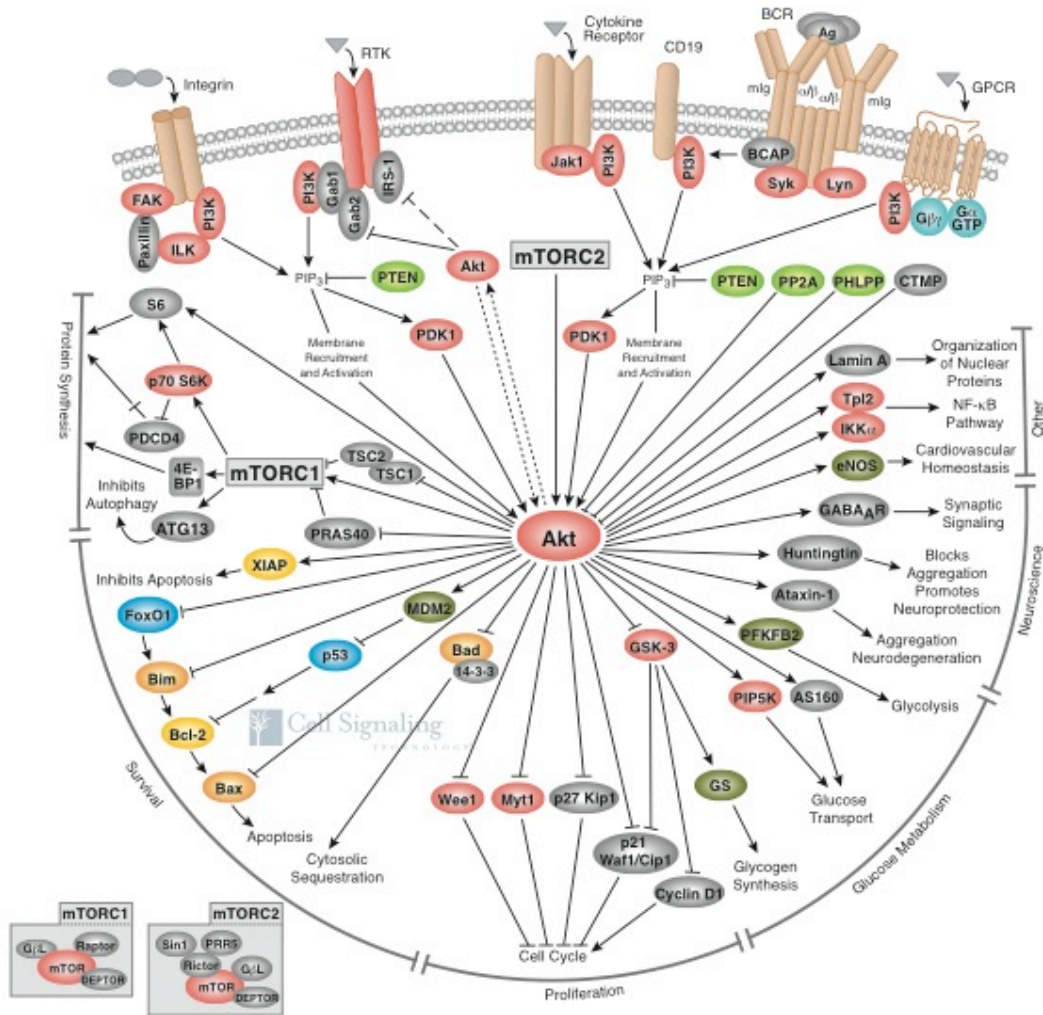 BCR
Ag
Cytokine
Receptor
CD19
RTK
Integrin
mIg
α/β
α/β
mIg
GPCR
Jak1
PI3K
PI3K
BCAP
Syk
Lyn
PI3K
Gβγ
Gα
GTP
FAK
Paxillin
ILK
PI3K
PI3K
Gab1
Gab2
IRS-1
PIP3
PTEN
Akt
mTORC2
PIP3
PTEN
PP2A
PHLPP
CTMP
PDK1
PDK1
Membrane
Recruitment
and Activation
Membrane
Recruitment
and Activation
Protein Synthesis
S6
p70 S6K
PDCD4
4E-
BP1
mTORC1
TSC2
TSC1
Inhibits
Autophagy
ATG13
PRAS40
Akt
Lamin A
Organization
of Nuclear
Proteins
Tpl2
IKKα
NF-κB
Pathway
eNOS
Cardiovascular
Homeostasis
Other
GABAAR
Synaptic
Signaling
Huntingtin
Blocks
Aggregation
Promotes
Neuroprotection
Ataxin-1
Aggregation
Neurodegeneration
Neuroscience
PFKFB2
Glycolysis
XIAP
Inhibits Apoptosis
FoxO1
MDM2
p53
Bad
14-3-3
GSK-3
PIP5K
AS160
Bim
Bcl-2
Bax
Apoptosis
Survival
Cell Signaling
TECHNOLOGY
Cytosolic
Sequestration
Wee1
Myt1
p27 Kip1
p21
Waf1/Cip1
GS
Cyclin D1
Glycogen
Synthesis
Glucose
Transport
Glucose Metabolism
Cell Cycle
Proliferation
mTORC1
GβL
Raptor
mTOR
DEPTOR
mTORC2
Sin1
PRR5
Rictor
GβL
mTOR
DEPTOR